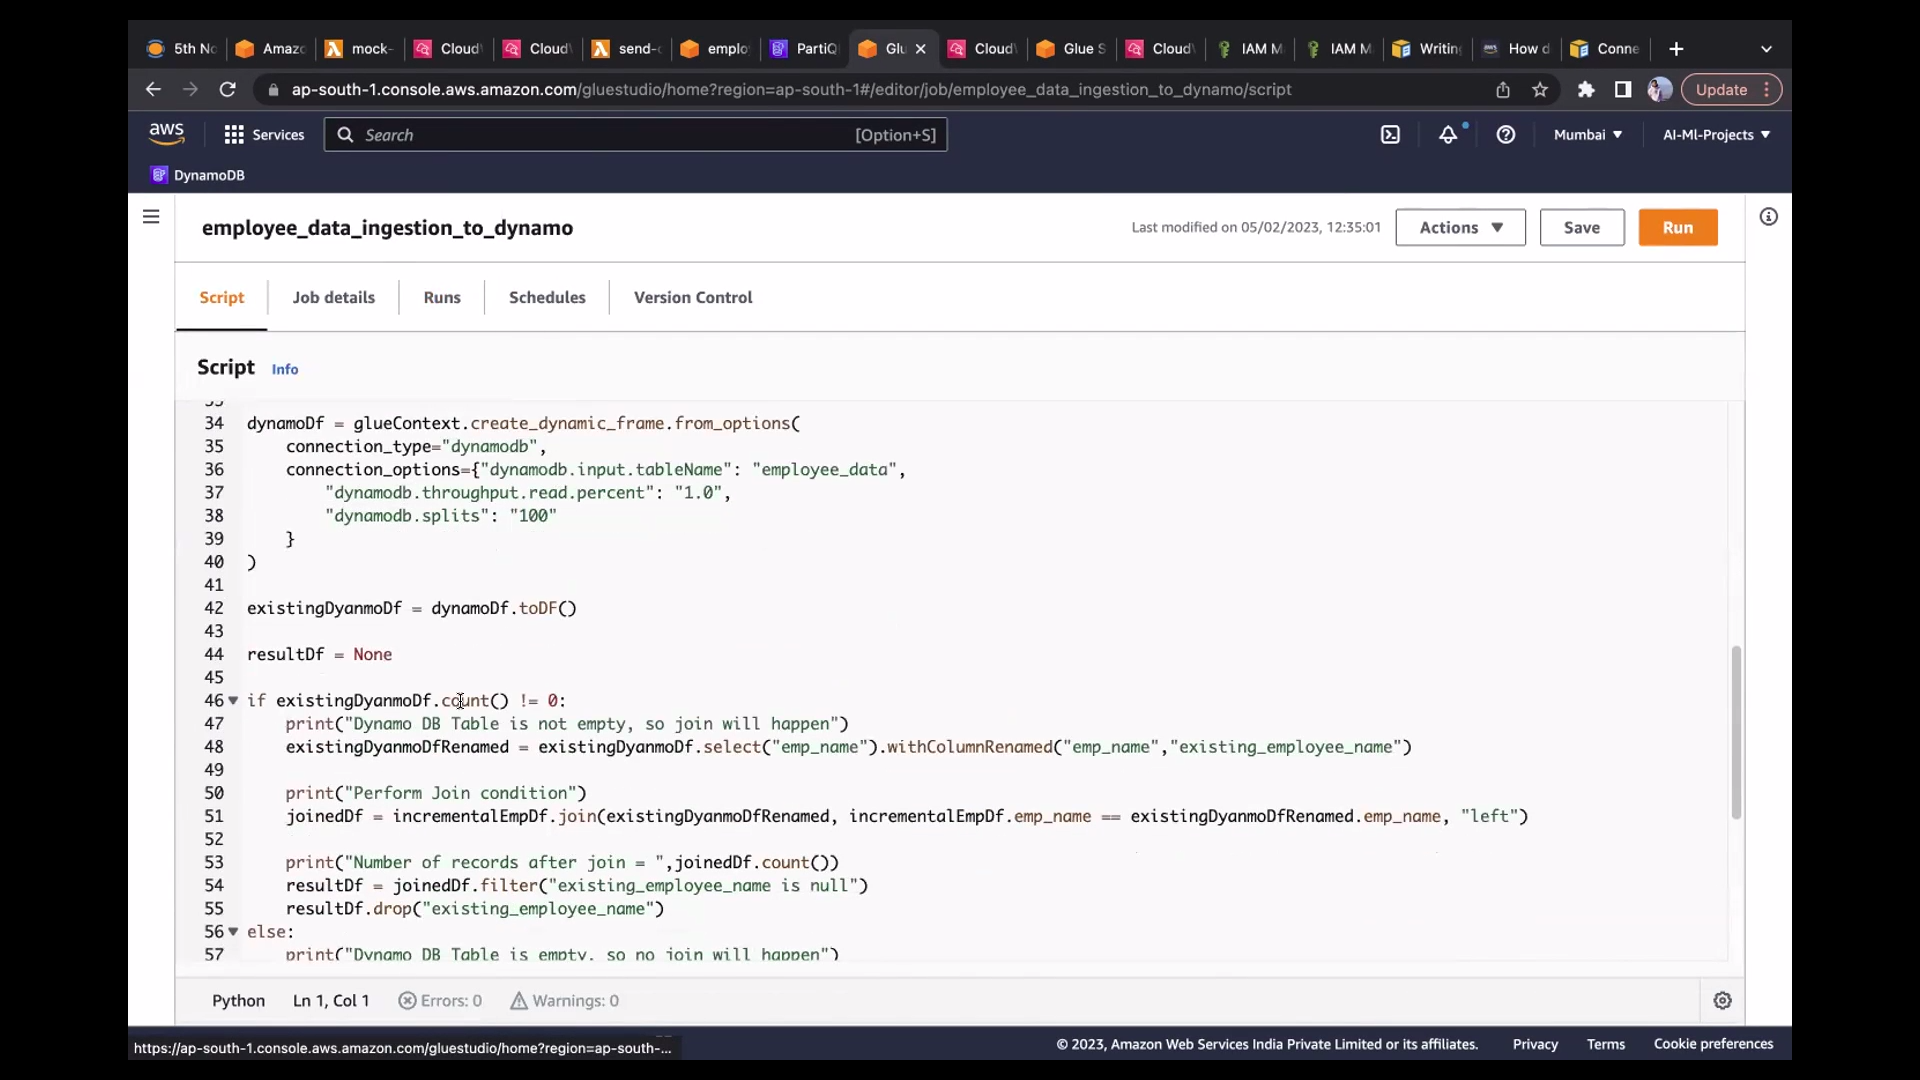 5th No
Amazo
mock-
Cloud
Cloud
send-
emplo
PartiQ
Glu
Cloud
Glue S
Cloud
IAM M
IAM M
Writin
How d
Conne
ap-south-1.console.aws.amazon.com/gluestudio/home?region=ap-south-1#/editor/job/employee_data_ingestion_to_dynamo/script
Update
aws
Services
Search
[Option+S]
Mumbai
AI-Ml-Projects
DynamoDB
employee_data_ingestion_to_dynamo
Last modified on 05/02/2023, 12:35:01
Actions
Save
Run
Script
Job details
Runs
Schedules
Version Control
Script Info
33
34 dynamoDf = glueContext.create_dynamic_frame.from_options(
35 connection_type="dynamodb",
36 connection_options={"dynamodb.input.tableName": "employee_data",
37 "dynamodb.throughput.read.percent": "1.0",
38 "dynamodb.splits": "100"
39 }
40 )
41
42 existingDyanmoDf = dynamoDf.toDF()
43
44 resultDf = None
45
46 if existingDyanmoDf.count() != 0:
47 print("Dynamo DB Table is not empty, so join will happen")
48 existingDyanmoDfRenamed = existingDyanmoDf.select("emp_name").withColumnRenamed("emp_name","existing_employee_name")
49
50 print("Perform Join condition")
51 joinedDf = incrementalEmpDf.join(existingDyanmoDfRenamed, incrementalEmpDf.emp_name == existingDyanmoDfRenamed.emp_name, "left")
52
53 print("Number of records after join = ",joinedDf.count())
54 resultDf = joinedDf.filter("existing_employee_name is null")
55 resultDf.drop("existing_employee_name")
56 else:
57 print("Dynamo DB Table is empty, so no join will happen")
Python
Ln 1, Col 1
Errors: 0
Warnings: 0
https://ap-south-1.console.aws.amazon.com/gluestudio/home?region=ap-south-...
© 2023, Amazon Web Services India Private Limited or its affiliates.
Privacy
Terms
Cookie preferences